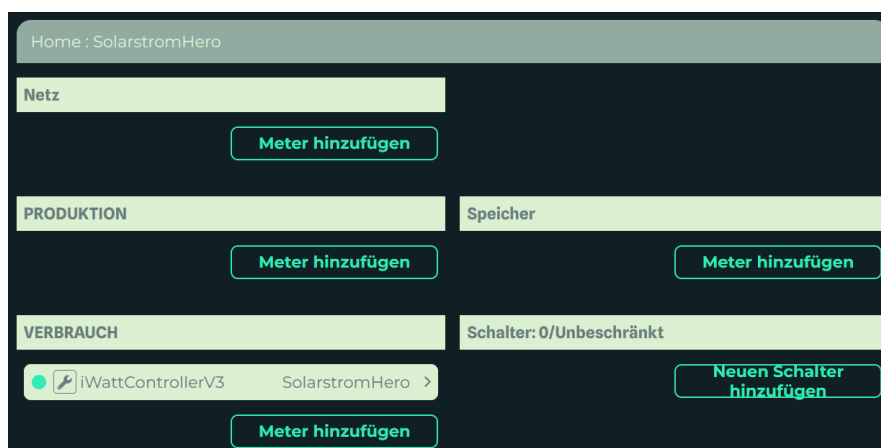 Home : SolarstromHero
Netz
Meter hinzufügen
PRODUKTION
Speicher
Meter hinzufügen
Meter hinzufügen
VERBRAUCH
Schalter: 0/Unbeschränkt
iWattControllerV3 SolarstromHero
Neuen Schalter
hinzufügen
Meter hinzufügen